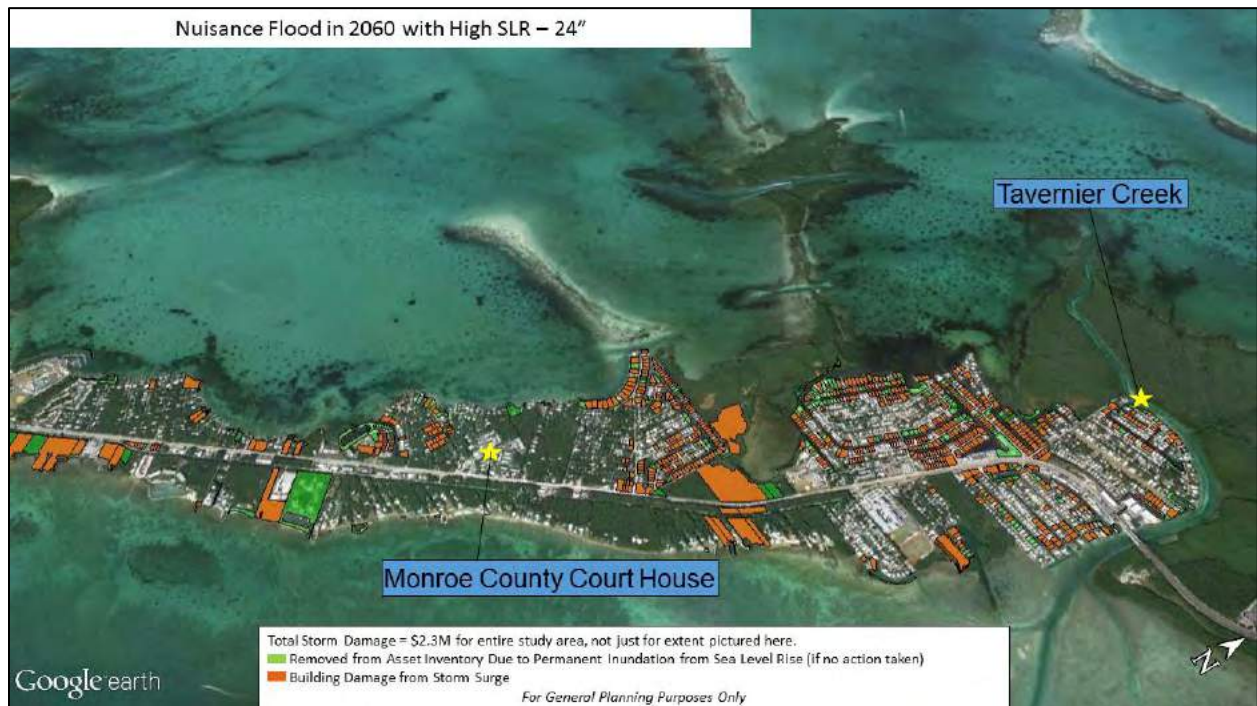 Nuisance Flood in 2060 with High SLR – 24"
Tavernier Creek
Monroe County Court House
Total Storm Damage = $2.3M for entire study area, not just for extent pictured here.
Removed from Asset Inventory Due to Permanent Inundation from Sea Level Rise (if no action taken)
Building Damage from Storm Surge
For General Planning Purposes Only
Google earth
N